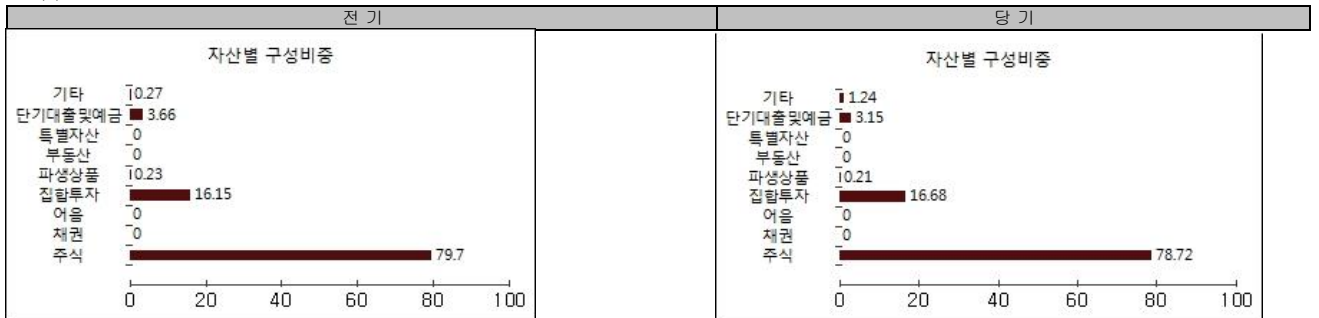 전 기
당 기
자산별 구성비중
기타 0.27
단기대출및예금 3.66
특별자산 0
부동산 0
파생상품 0.23
집합투자 16.15
어음 0
채권 0
주식 79.7
0 20 40 60 80 100
자산별 구성비중
기타 1.24
단기대출및예금 3.15
특별자산 0
부동산 0
파생상품 0.21
집합투자 16.68
어음 0
채권 0
주식 78.72
0 20 40 60 80 100